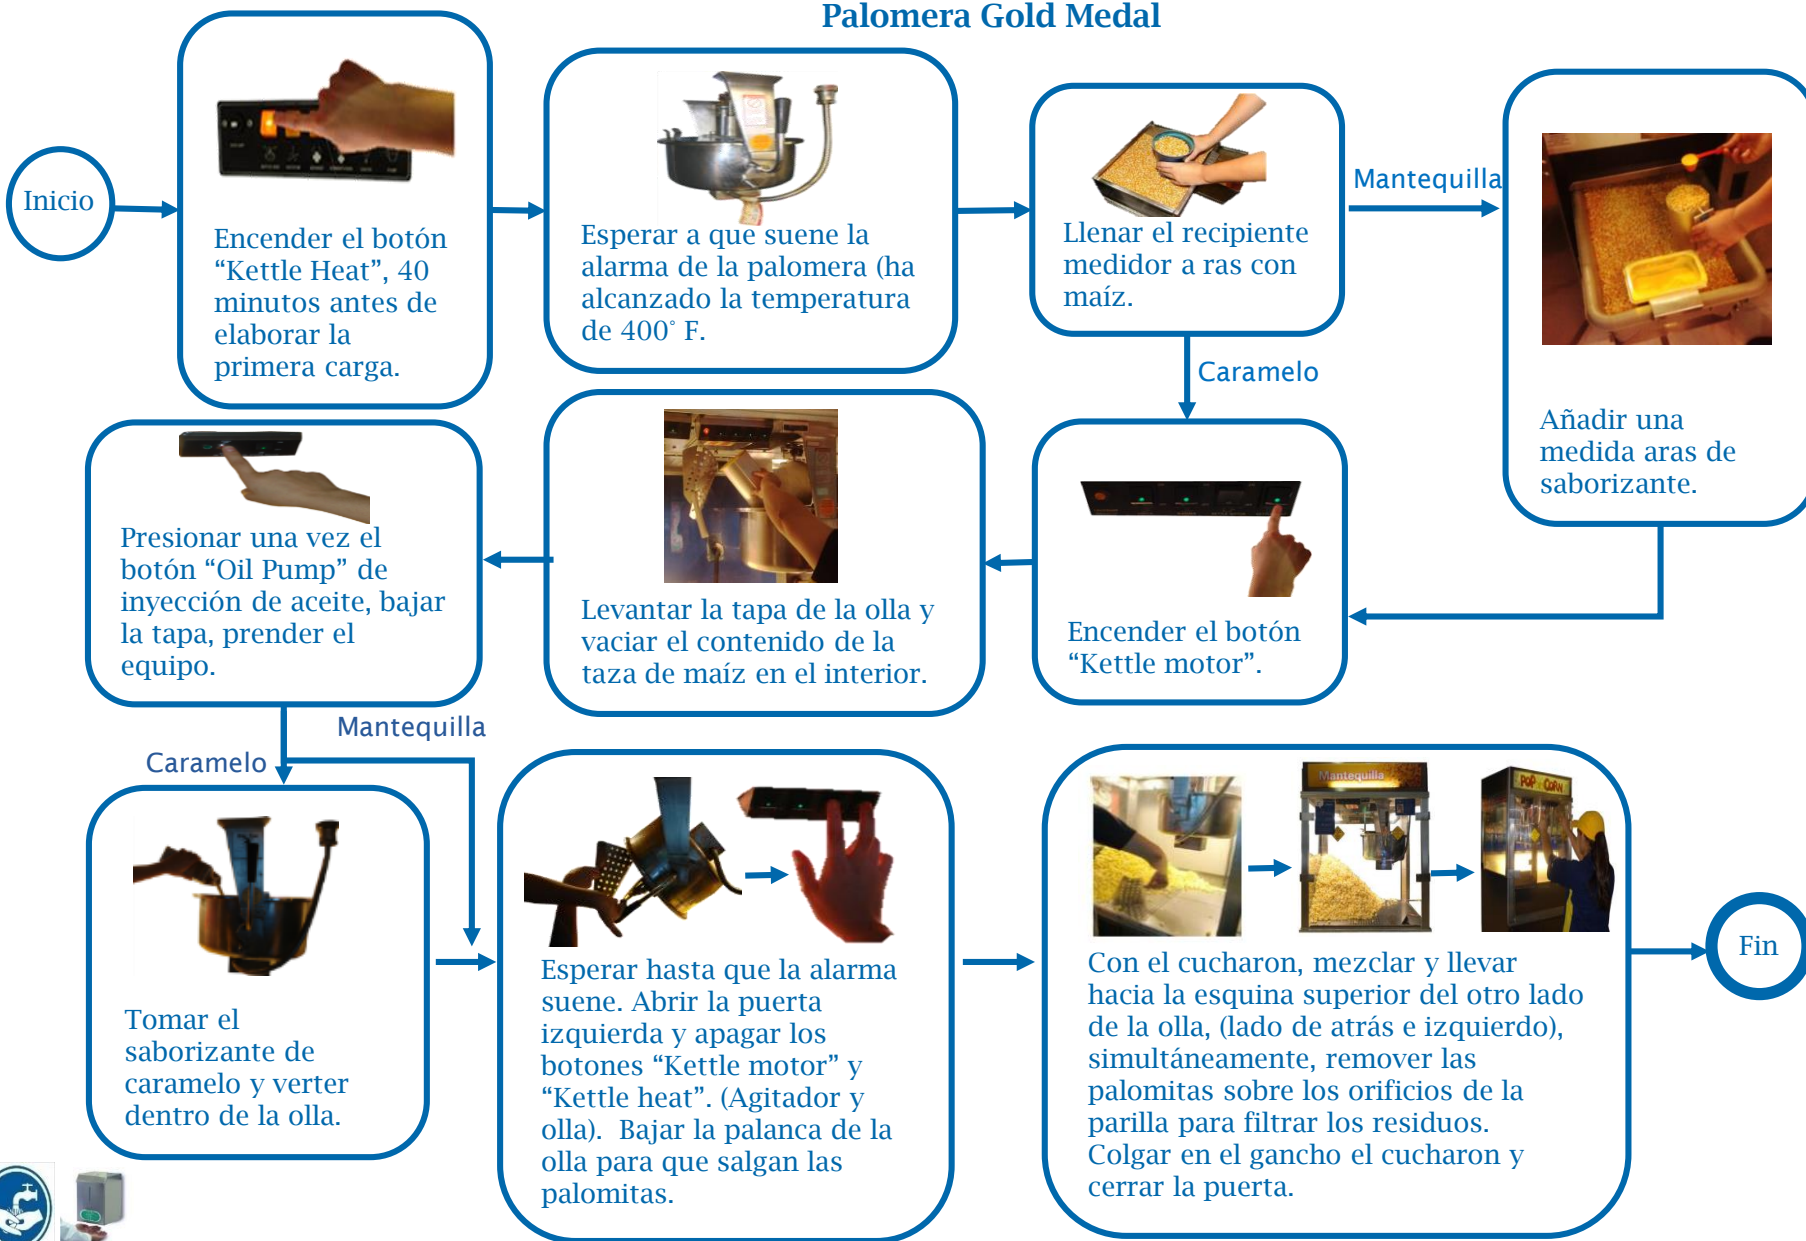 Palomera Gold Medal
Inicio
Encender el botón
“Kettle Heat”, 40
minutos antes de
elaborar la
primera carga.
Esperar a que suene la
alarma de la palomera (ha
alcanzado la temperatura
de 400° F.
Llenar el recipiente
medidor a ras con
maíz.
Mantequilla
Añadir una
medida aras de
saborizante.
Caramelo
Encender el botón
“Kettle motor”.
Levantar la tapa de la olla y
vaciar el contenido de la
taza de maíz en el interior.
Presionar una vez el
botón “Oil Pump” de
inyección de aceite, bajar
la tapa, prender el
equipo.
Mantequilla
Caramelo
Tomar el
saborizante de
caramelo y verter
dentro de la olla.
Esperar hasta que la alarma
suene. Abrir la puerta
izquierda y apagar los
botones “Kettle motor” y
“Kettle heat”. (Agitador y
olla).  Bajar la palanca de la
olla para que salgan las
palomitas.
Mantequilla
POP CORN
Con el cucharon, mezclar y llevar
hacia la esquina superior del otro lado
de la olla, (lado de atrás e izquierdo),
simultáneamente, remover las
palomitas sobre los orificios de la
parilla para filtrar los residuos.
Colgar en el gancho el cucharon y
cerrar la puerta.
Fin